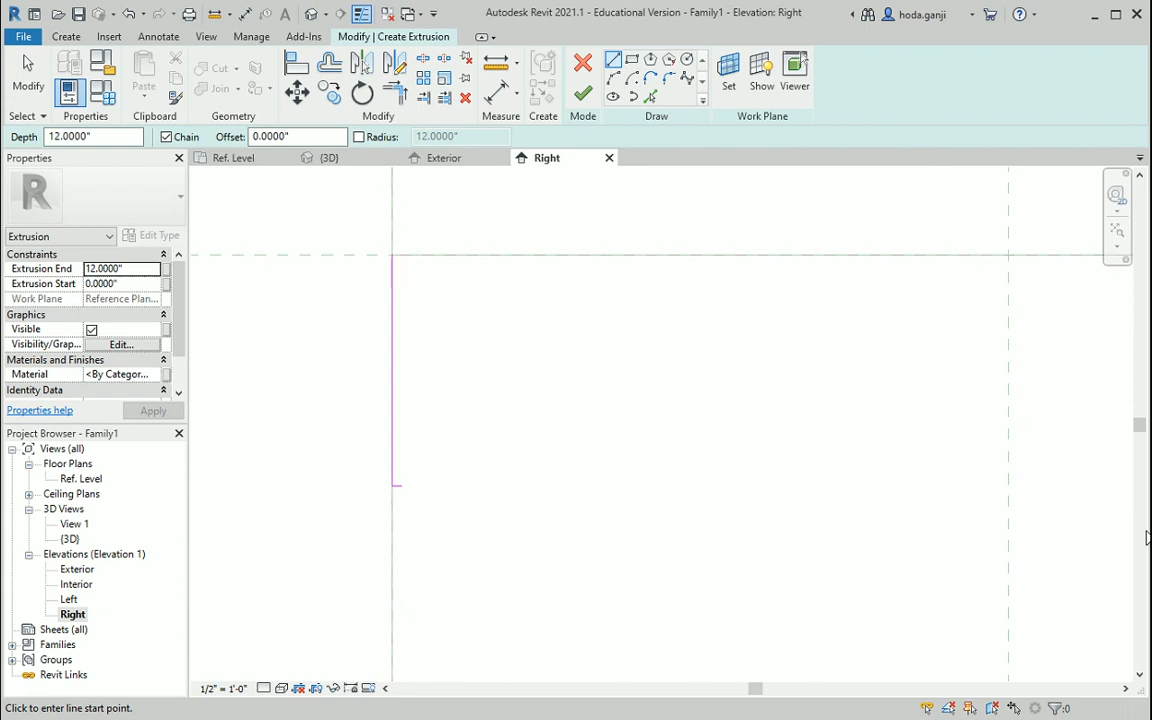 Autodesk Revit 2021.1 - Educational Version - Family1 - Elevation: Right
hoda.ganji
File Create Insert Annotate View Manage Add-Ins Modify | Create Extrusion
Modify Paste Cut Join Measure Create Set Show Viewer
Select Properties Clipboard Geometry Modify Measure Create Mode Draw Work Plane
Depth 12.0000" Chain Offset: 0.0000" Radius: 12.0000"
Properties
Ref. Level {3D} Exterior Right
Extrusion Edit Type
Constraints
Extrusion End 12.0000"
Extrusion Start 0.0000"
Work Plane Reference Plan...
Graphics
Visible
Visibility/Grap... Edit...
Materials and Finishes
Material <By Categor...
Identity Data
Properties help Apply
Project Browser - Family1
Views (all)
Floor Plans
Ref. Level
Ceiling Plans
3D Views
View 1
{3D}
Elevations (Elevation 1)
Exterior
Interior
Left
Right
Sheets (all)
Families
Groups
Revit Links
1/2" = 1'-0"
Click to enter line start point.
:0